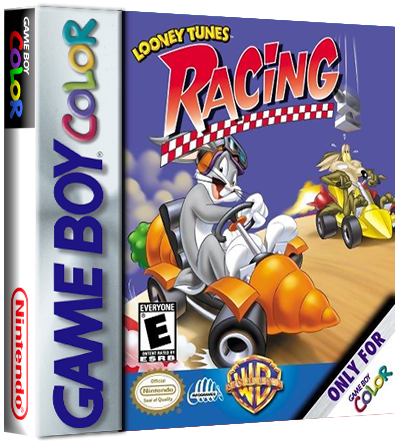 GAME BOY
COLOR
Nintendo
GAME BOY COLOR
LOONEY TUNES
RACING
EVERYONE
E
CONTENT RATED BY
ESRB
Official
Nintendo
Seal of Quality
WB
ONLY FOR
GAME BOY
COLOR